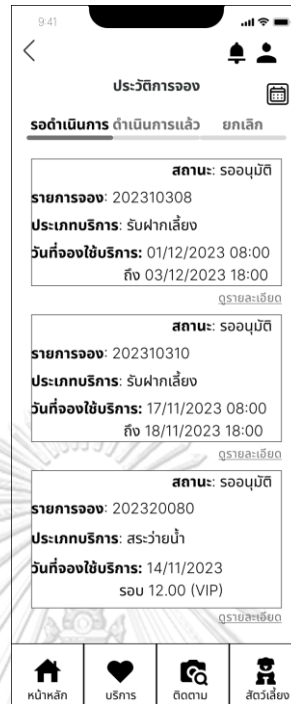 9:41
ประวัติการจอง
รอดำเนินการ ดำเนินการแล้ว ยกเลิก
สถานะ: รออนุมัติ
รายการจอง: 202310308
ประเภทบริการ: รับฝากเลี้ยง
วันที่จองใช้บริการ: 01/12/2023 08:00
ถึง 03/12/2023 18:00
ดูรายละเอียด
สถานะ: รออนุมัติ
รายการจอง: 202310310
ประเภทบริการ: รับฝากเลี้ยง
วันที่จองใช้บริการ: 17/11/2023 08:00
ถึง 18/11/2023 18:00
ดูรายละเอียด
สถานะ: รออนุมัติ
รายการจอง: 202320080
ประเภทบริการ: สระว่ายน้ำ
วันที่จองใช้บริการ: 14/11/2023
รอบ 12.00 (VIP)
ดูรายละเอียด
หน้าหลัก บริการ ติดตาม สัตว์เลี้ยง